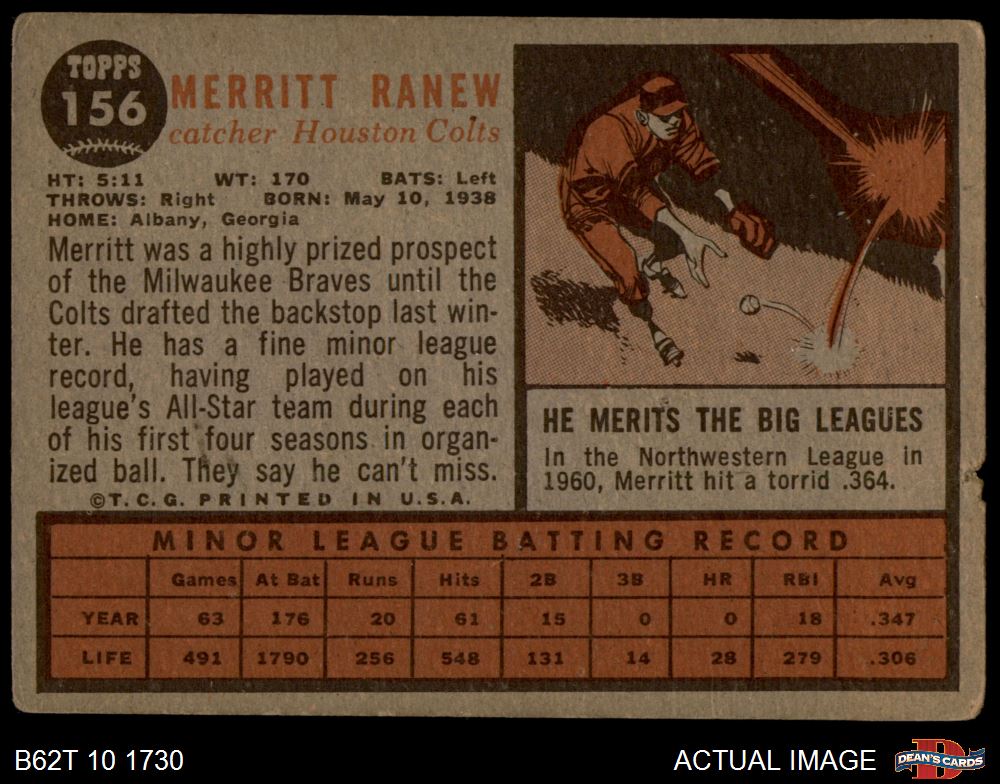 TOPPS
156
MERRITT RANEW
catcher Houston Colts
HT: 5:11 WT: 170 BATS: Left
THROWS: Right BORN: May 10, 1938
HOME: Albany, Georgia
Merritt was a highly prized prospect
of the Milwaukee Braves until the
Colts drafted the backstop last win-
ter. He has a fine minor league
record, having played on his
league's All-Star team during each
of his first four seasons in organ-
ized ball. They say he can't miss.
©T.C.G. PRINTED IN U.S.A.
HE MERITS THE BIG LEAGUES
In the Northwestern League in
1960, Merritt hit a torrid .364.
MINOR LEAGUE BATTING RECORD
Games At Bat Runs Hits 2B 3B HR RBI Avg
YEAR 63 176 20 61 15 0 0 18 .347
LIFE 491 1790 256 548 131 14 28 279 .306
B62T 10 1730
ACTUAL IMAGE
D
DEAN'S CARDS